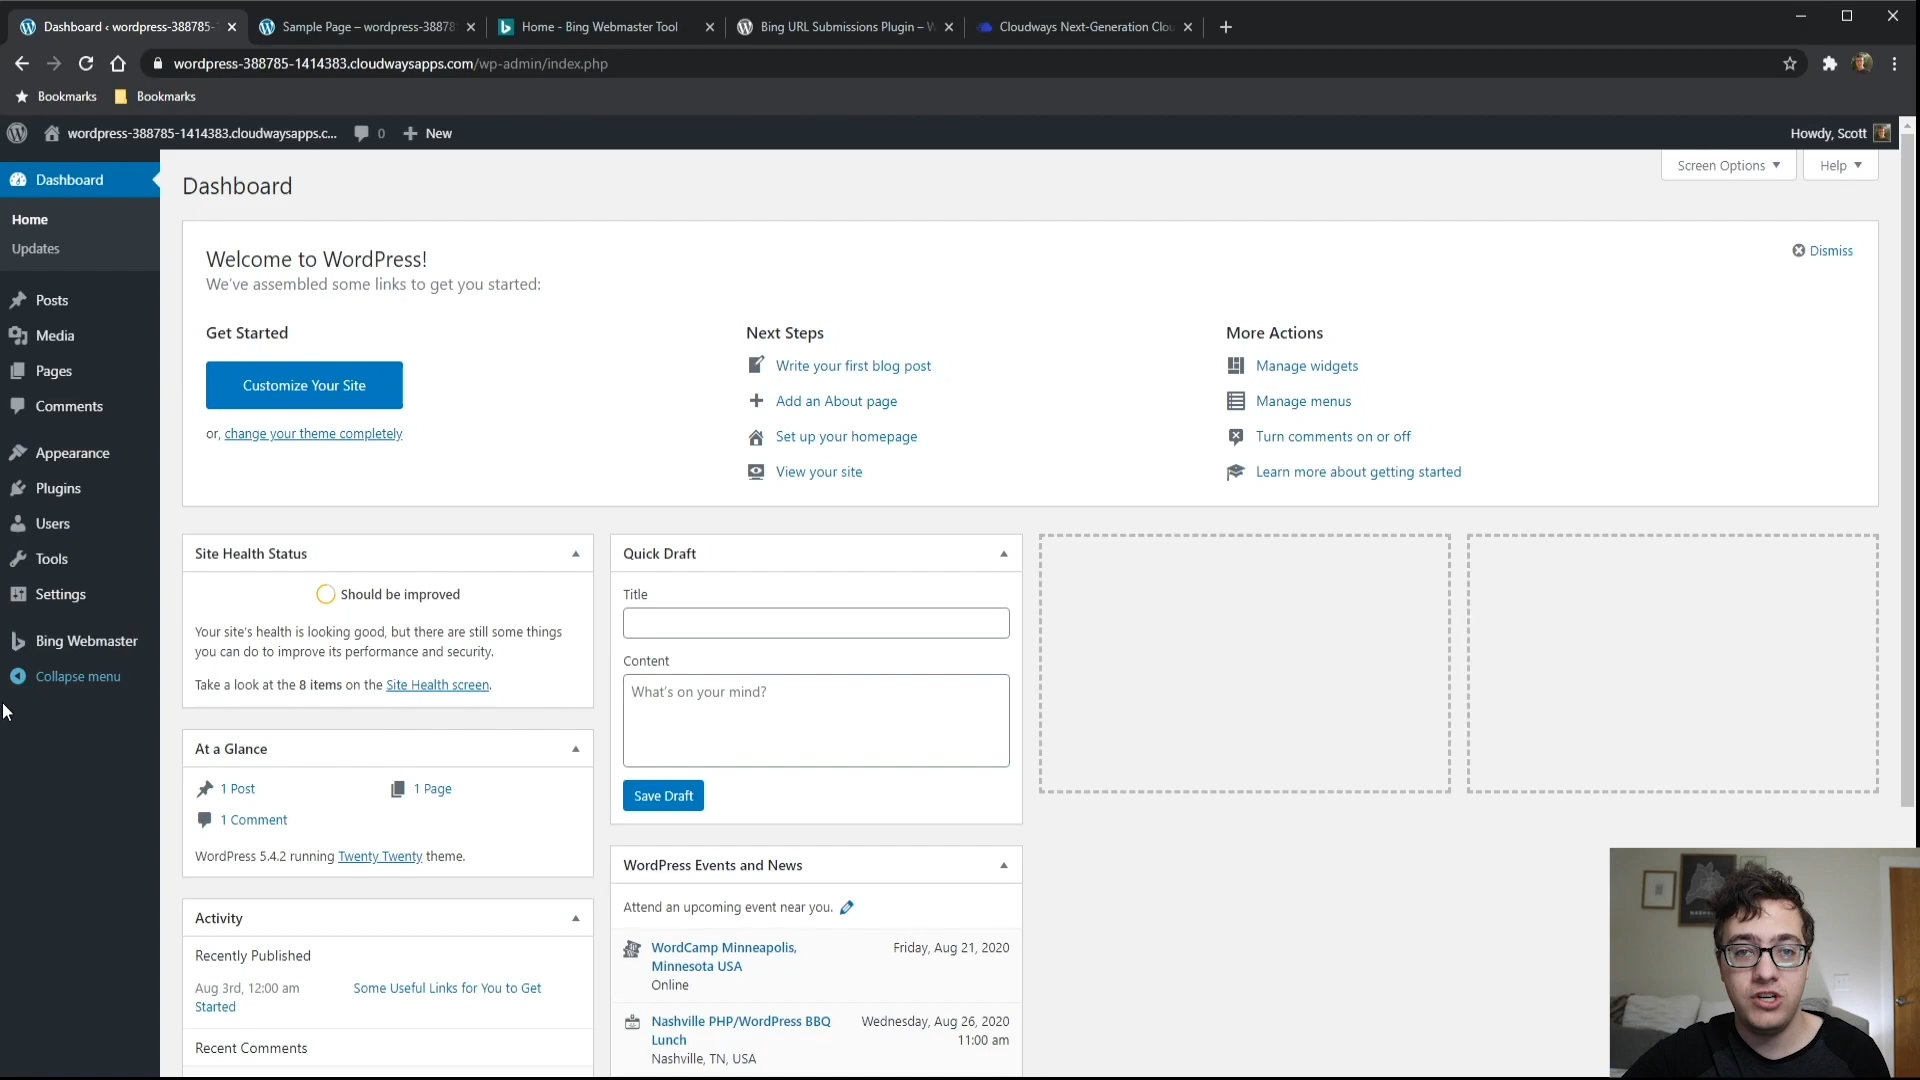 Dashboard ‹ wordpress-388785-
Sample Page – wordpress-38878
Home - Bing Webmaster Tool
Bing URL Submissions Plugin – W
Cloudways Next-Generation Clou
wordpress-388785-1414383.cloudwaysapps.com/wp-admin/index.php
Bookmarks
Bookmarks
wordpress-388785-1414383.cloudwaysapps.c...
0
New
Howdy, Scott
Dashboard
Home
Updates
Posts
Media
Pages
Comments
Appearance
Plugins
Users
Tools
Settings
Bing Webmaster
Collapse menu
Dashboard
Screen Options
Help
Welcome to WordPress!
We've assembled some links to get you started:
Dismiss
Get Started
Customize Your Site
or, change your theme completely
Next Steps
Write your first blog post
Add an About page
Set up your homepage
View your site
More Actions
Manage widgets
Manage menus
Turn comments on or off
Learn more about getting started
Site Health Status
Should be improved
Your site's health is looking good, but there are still some things
you can do to improve its performance and security.
Take a look at the 8 items on the Site Health screen.
At a Glance
1 Post
1 Page
1 Comment
WordPress 5.4.2 running Twenty Twenty theme.
Activity
Recently Published
Aug 3rd, 12:00 am Some Useful Links for You to Get
Started
Recent Comments
Quick Draft
Title
Content
What's on your mind?
Save Draft
WordPress Events and News
Attend an upcoming event near you.
WordCamp Minneapolis, Friday, Aug 21, 2020
Minnesota USA
Online
Nashville PHP/WordPress BBQ Wednesday, Aug 26, 2020
Lunch 11:00 am
Nashville, TN, USA